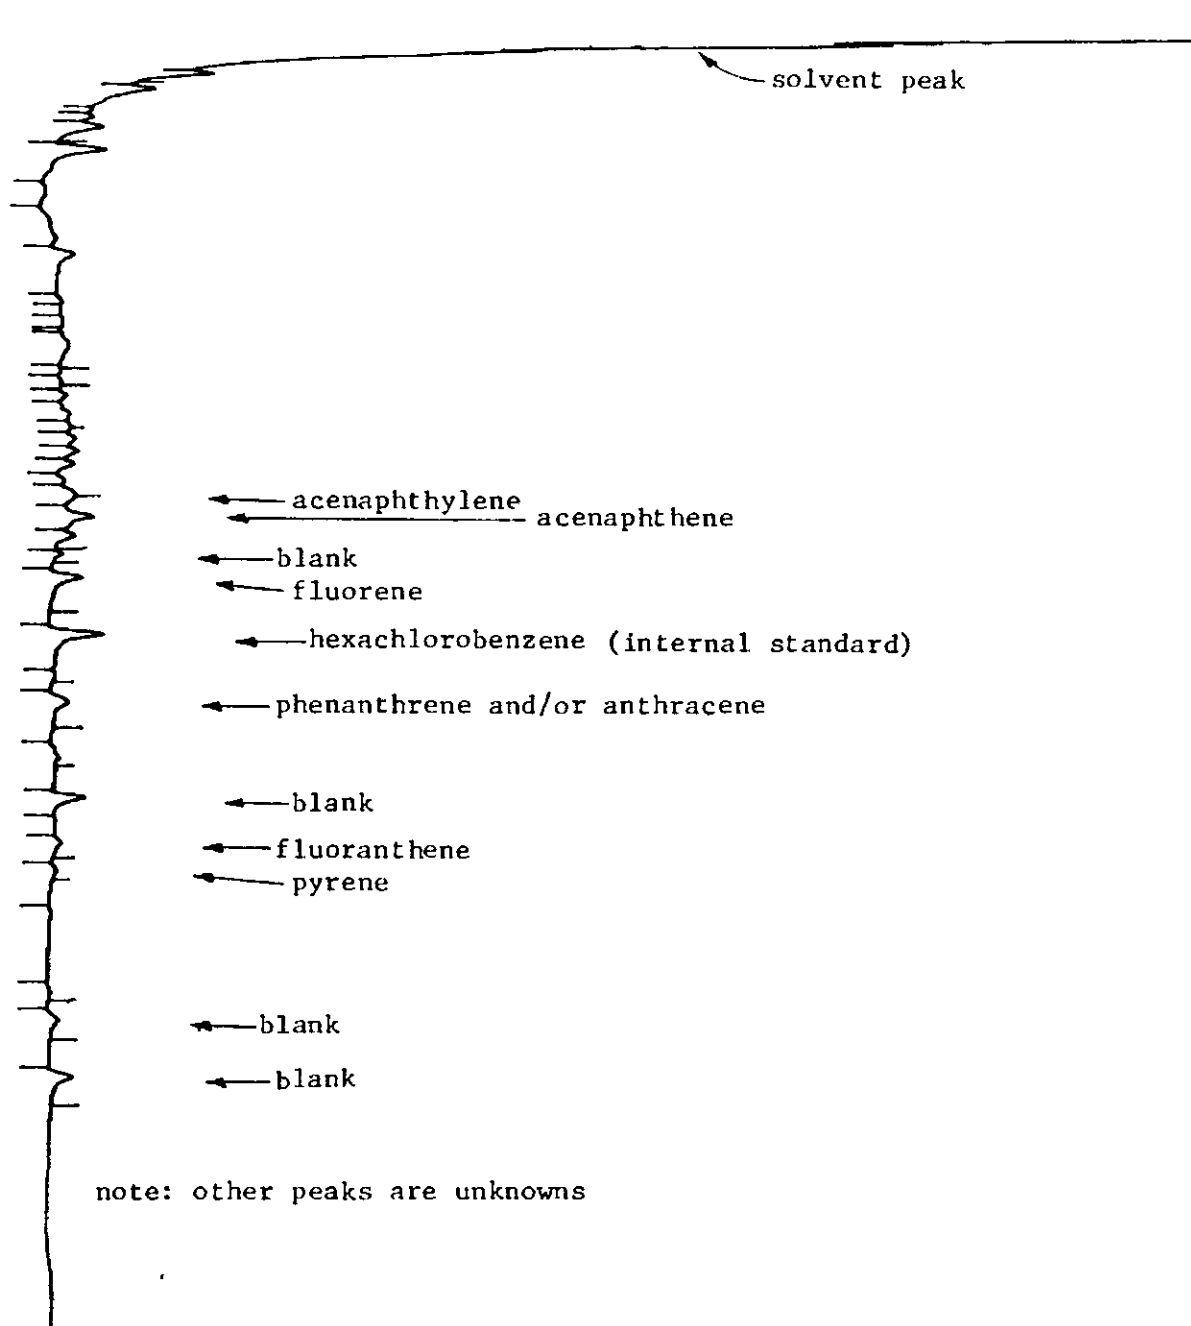 solvent peak
acenaphthylene
acenaphthene
blank
fluorene
hexachlorobenzene (internal standard)
phenanthrene and/or anthracene
blank
fluoranthene
pyrene
blank
blank
note: other peaks are unknowns